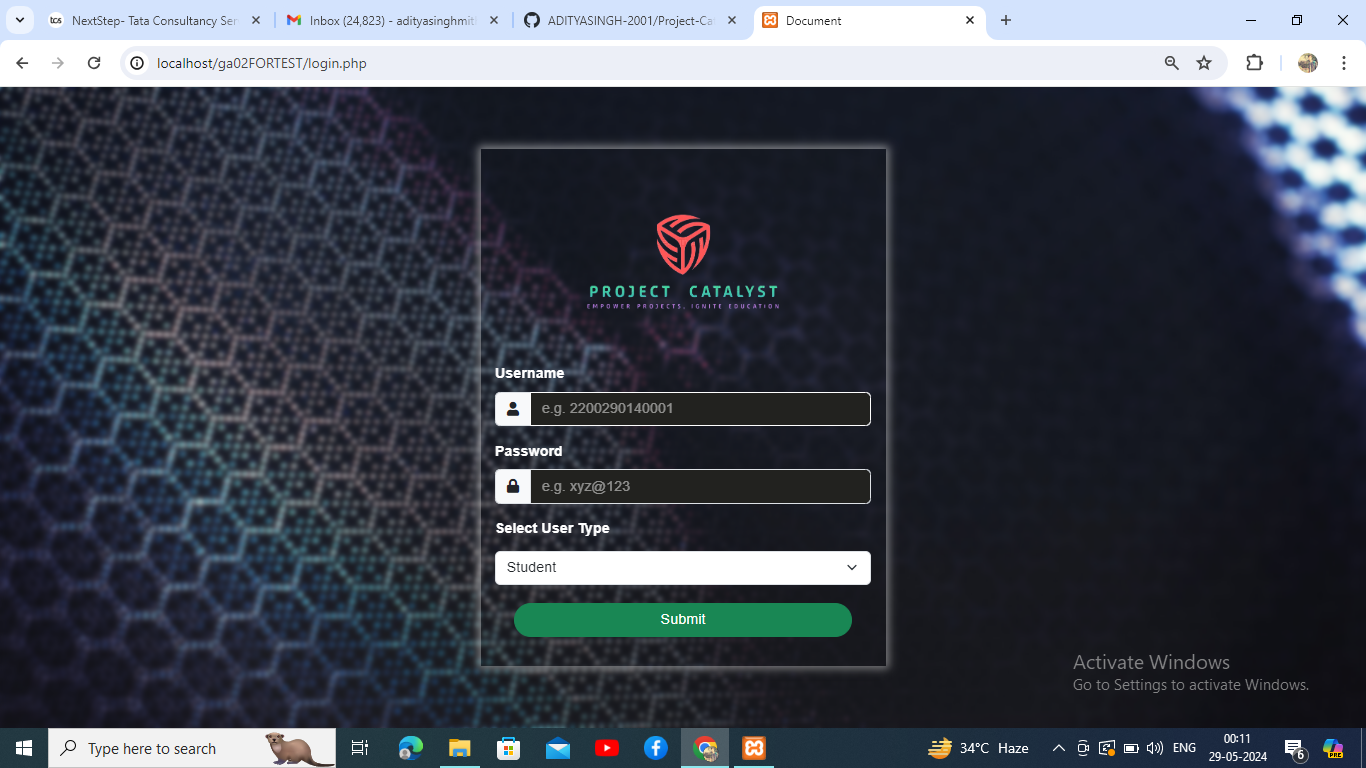 NextStep- Tata Consultancy Ser
Inbox (24,823) - adityasinghmit
ADITYASINGH-2001/Project-Ca
Document
localhost/ga02FORTEST/login.php
PROJECT CATALYST
EMPOWER PROJECTS, IGNITE EDUCATION
Username
e.g. 2200290140001
Password
e.g. xyz@123
Select User Type
Student
Submit
Activate Windows
Go to Settings to activate Windows.
Type here to search
34°C Haze
ENG
00:11
29-05-2024
6
PRE